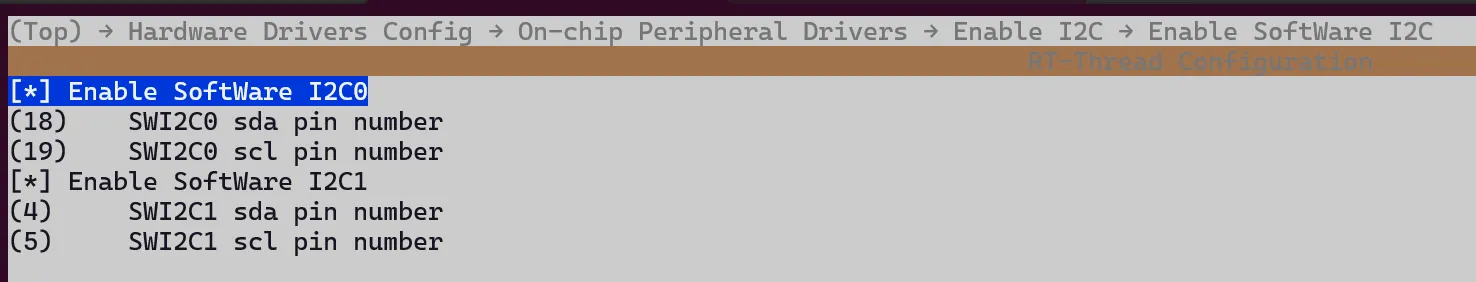 (Top) → Hardware Drivers Config → On-chip Peripheral Drivers → Enable I2C → Enable SoftWare I2C
RT-Thread Configuration
[*] Enable SoftWare I2C0
(18)    SWI2C0 sda pin number
(19)    SWI2C0 scl pin number
[*] Enable SoftWare I2C1
(4)     SWI2C1 sda pin number
(5)     SWI2C1 scl pin number